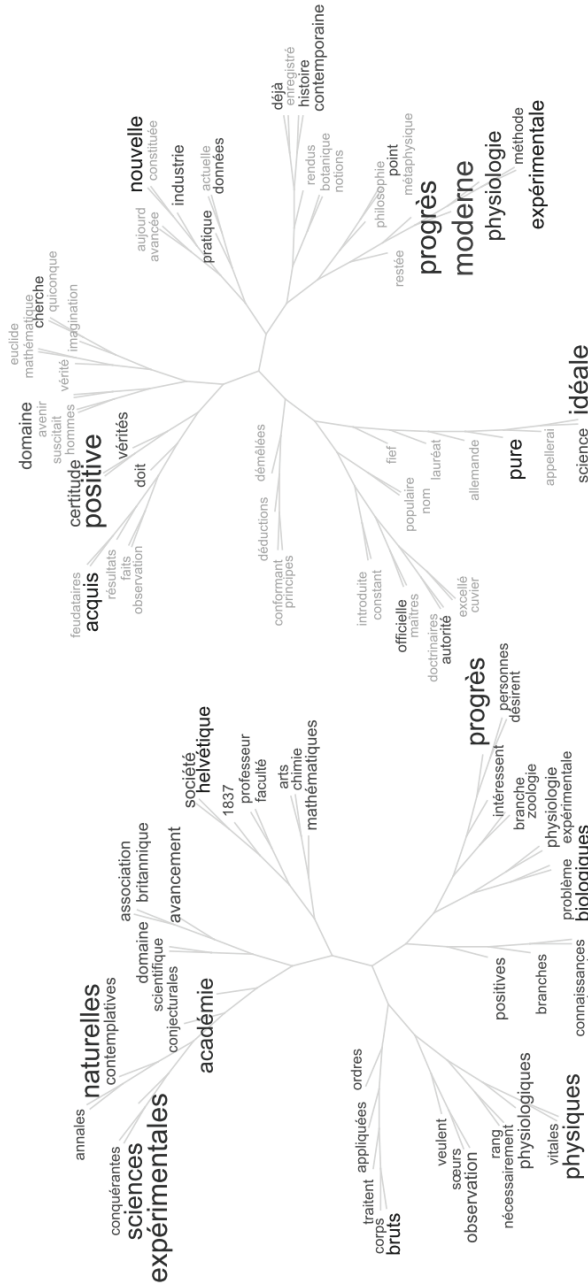 déjà
enregistré
histoire
contemporaine
nouvelle
constituée
industrie
actuelle
données
aujourd
avancée
pratique
rendus
botanique
notions
philosophie
point
métaphysique
restée
progrès
moderne
physiologie
méthode
expérimentale
euclide
mathématique
cherche
quiconque
imagination
vérité
domaine
avenir
suscitait
hommes
certitude
positive
vérités
doit
feudataires
acquis
résultats
faits
observation
démêlées
déductions
conformant
principes
fief
lauréat
allemande
pure
appellerai
science
idéale
populaire
nom
introduite
constant
officielle
maîtres
doctrinaires
autorité
excellé
cuvier
société
helvétique
1837
professeur
faculté
arts
chimie
mathématiques
association
britannique
avancement
domaine
scientifique
conjecturales
académie
naturelles
contemplatives
annales
conquérantes
sciences
expérimentales
progrès
personnes
désirent
intéressent
branche
zoologie
physiologie
expérimentale
problème
biologiques
positives
branches
connaissances
ordres
appliquées
traitent
corps
bruts
veulent
sœurs
observation
rang
nécessairement
physiologiques
vitales
physiques